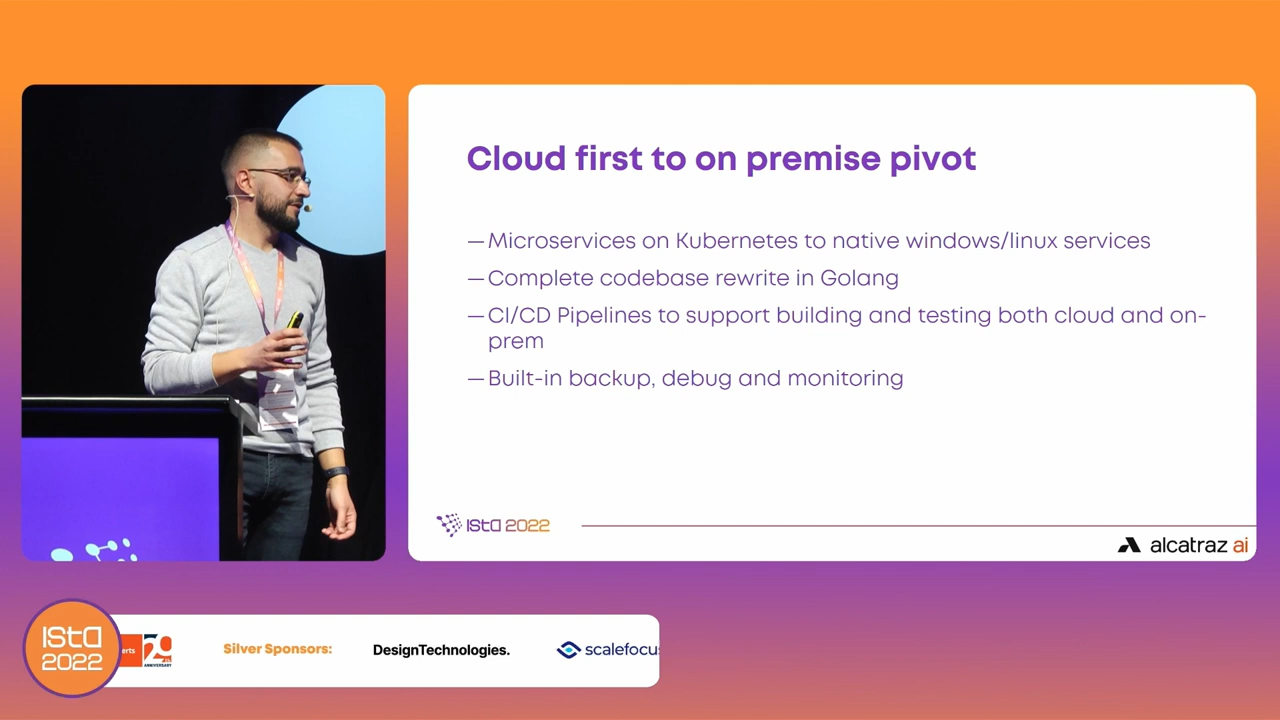 Cloud first to on premise pivot
— Microservices on Kubernetes to native windows/linux services
— Complete codebase rewrite in Golang
— CI/CD Pipelines to support building and testing both cloud and on-
prem
— Built-in backup, debug and monitoring
ISTA 2022
alcatraz ai
ISTA
2022
erts
ANNIVERSARY
Silver Sponsors:
DesignTechnologies.
scalefocus